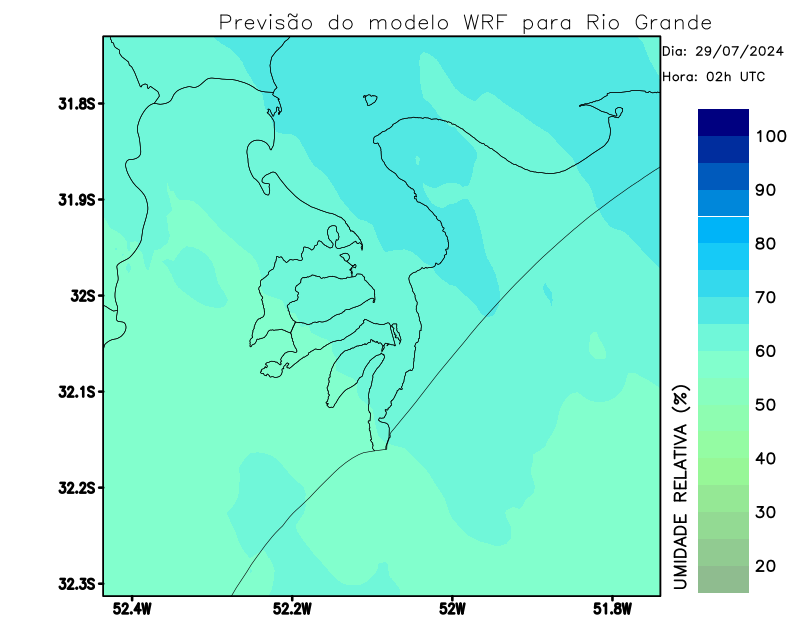 Previsão do modelo WRF para Rio Grande
Dia: 29/07/2024
Hora: 02h UTC
31.8S
31.9S
32S
32.1S
32.2S
32.3S
52.4W
52.2W
52W
51.8W
100
90
80
70
60
50
40
30
20
UMIDADE RELATIVA (%)